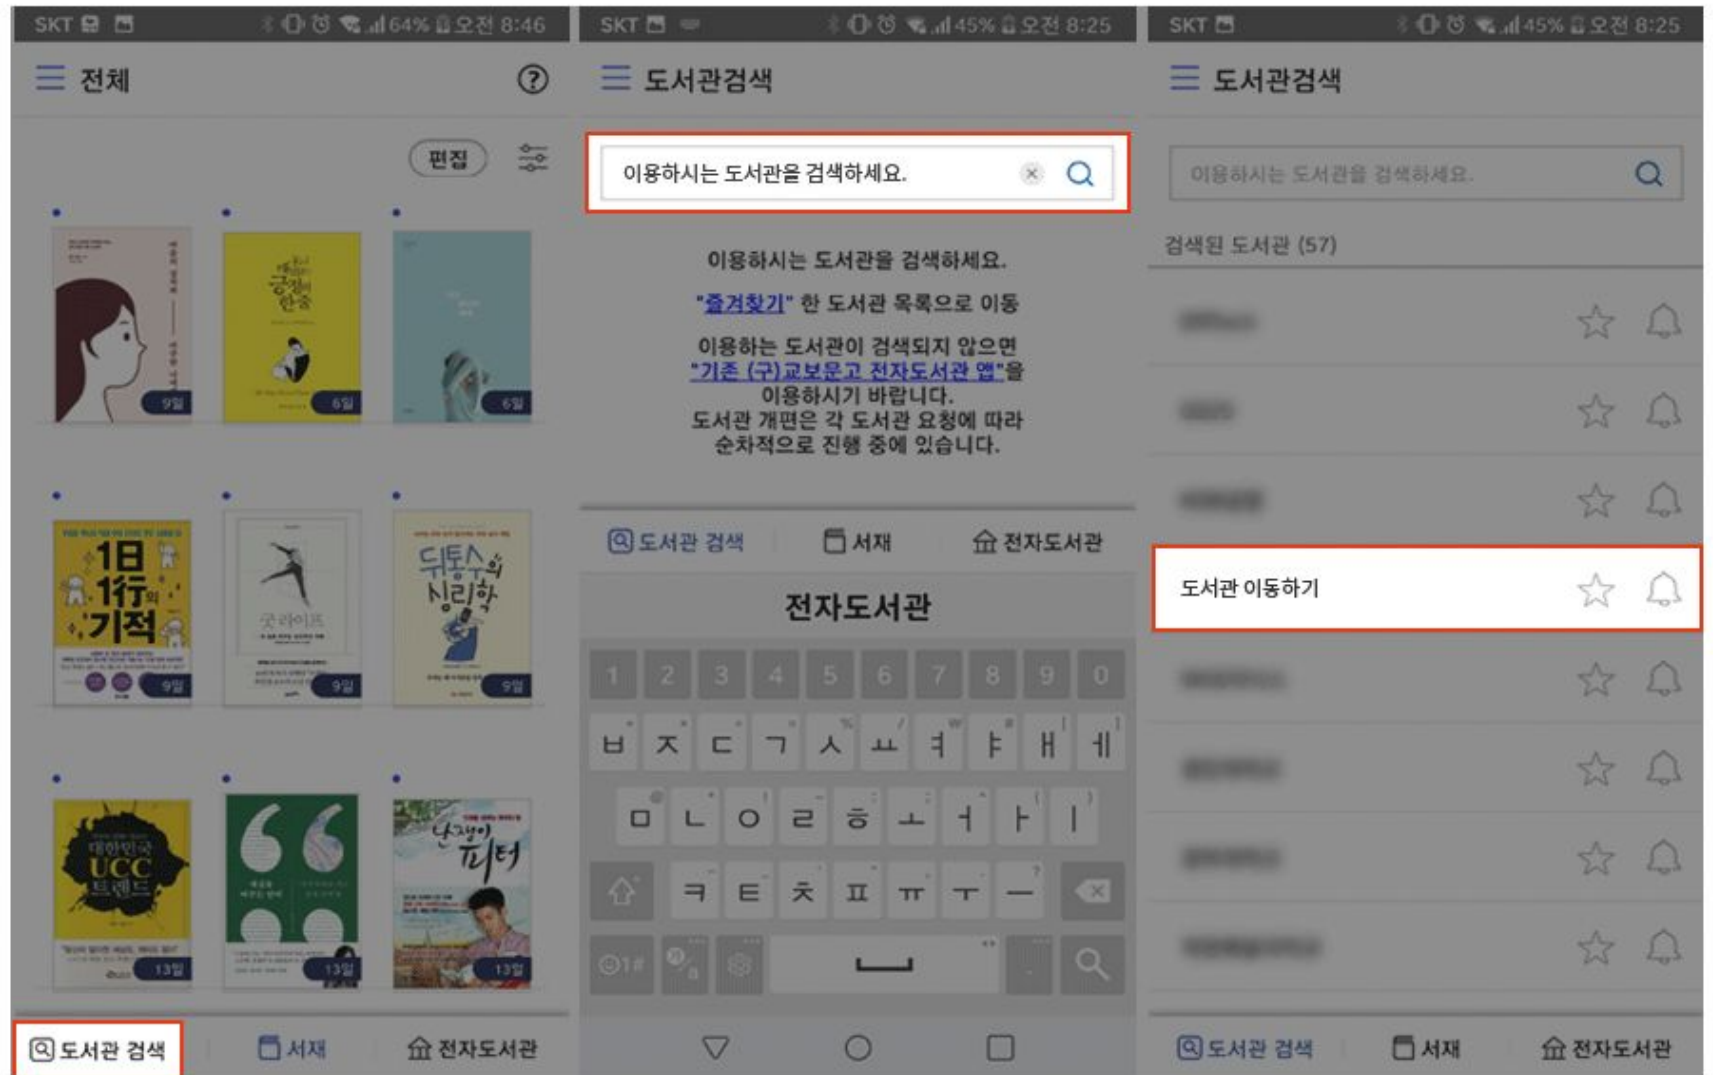 SKT 64% 오전 8:46
전체
편집
긍정의
한줄
9일
6일
6일
1日
1行의
기적
9일
굿 라이프
9일
뒤통수의
심리학
9일
대한민국
UCC
트렌드
13일
13일
난쟁이
피터
13일
도서관 검색
서재
전자도서관
SKT 45% 오전 8:25
도서관검색
이용하시는 도서관을 검색하세요.
이용하시는 도서관을 검색하세요.
"즐겨찾기" 한 도서관 목록으로 이동
이용하는 도서관이 검색되지 않으면
"기존 (구)교보문고 전자도서관 앱"을
이용하시기 바랍니다.
도서관 개편은 각 도서관 요청에 따라
순차적으로 진행 중에 있습니다.
도서관 검색
서재
전자도서관
전자도서관
1 2 3 4 5 6 7 8 9 0
ㅂ ㅈ ㄷ ㄱ ㅅ ㅛ ㅕ ㅑ ㅐ ㅔ
ㅁ ㄴ ㅇ ㄹ ㅎ ㅗ ㅓ ㅏ ㅣ
ㅋ ㅌ ㅊ ㅍ ㅠ ㅜ ㅡ
SKT 45% 오전 8:25
도서관검색
이용하시는 도서관을 검색하세요.
검색된 도서관 (57)
도서관 이동하기
도서관 검색
서재
전자도서관